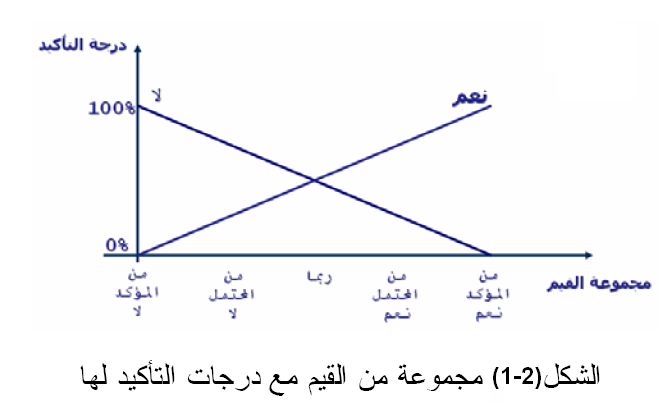 درجة التأكيد
لا
نعم
100%
0%
من
المؤكد
لا
من
المحتمل
لا
ربما
من
المحتمل
نعم
من
المؤكد
نعم
مجموعة القيم
الشكل(2-1) مجموعة من القيم مع درجات التأكيد لها